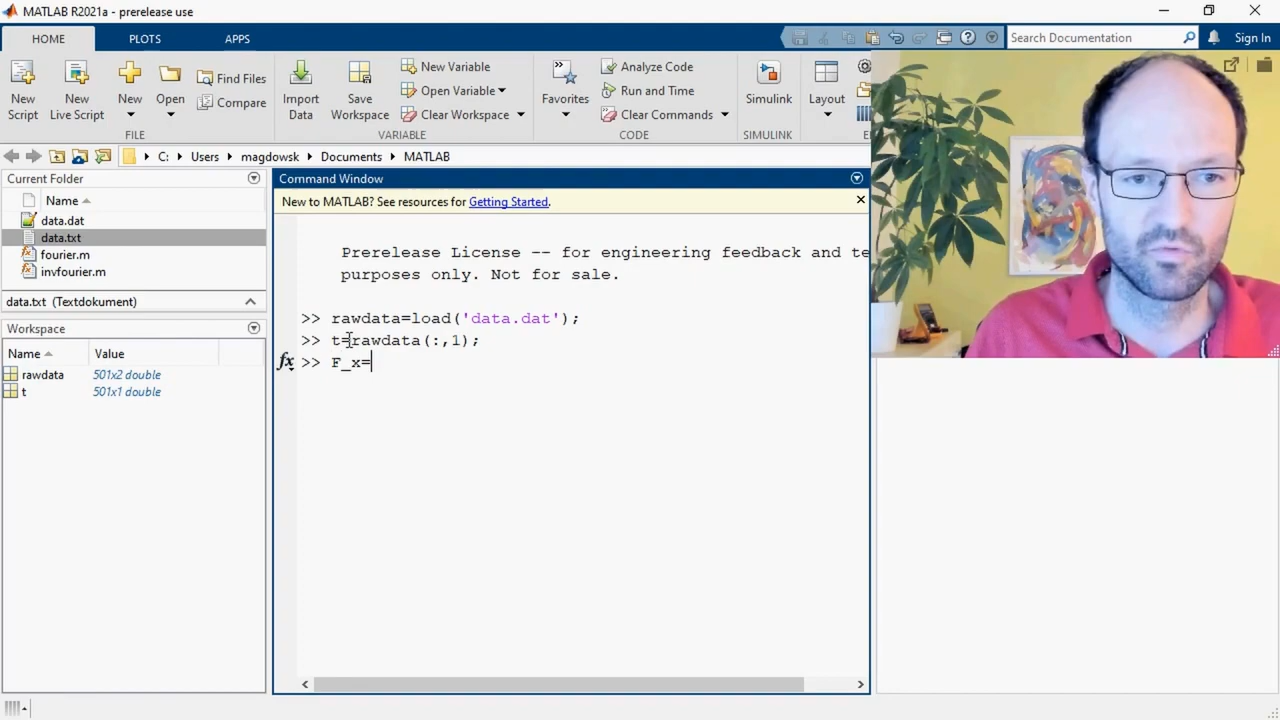 MATLAB R2021a - prerelease use
HOME PLOTS APPS
Search Documentation
Sign In
New Script
New Live Script
New
Open
Find Files
Compare
FILE
Import Data
Save Workspace
New Variable
Open Variable
Clear Workspace
VARIABLE
Favorites
Analyze Code
Run and Time
Clear Commands
CODE
Simulink
SIMULINK
Layout
C: Users magdowsk Documents MATLAB
Current Folder
Name
data.dat
data.txt
fourier.m
invfourier.m
data.txt (Textdokument)
Workspace
Name Value
rawdata 501x2 double
t 501x1 double
Command Window
New to MATLAB? See resources for Getting Started.
Prerelease License -- for engineering feedback and te
purposes only. Not for sale.
>> rawdata=load('data.dat');
>> t=rawdata(:,1);
fx >> F_x=